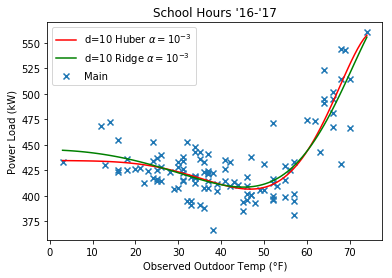 School Hours '16-'17
d=10 Huber α = 10⁻³
d=10 Ridge α = 10⁻³
Main
Power Load (kW)
550
525
500
475
450
425
400
375
0 10 20 30 40 50 60 70
Observed Outdoor Temp (°F)